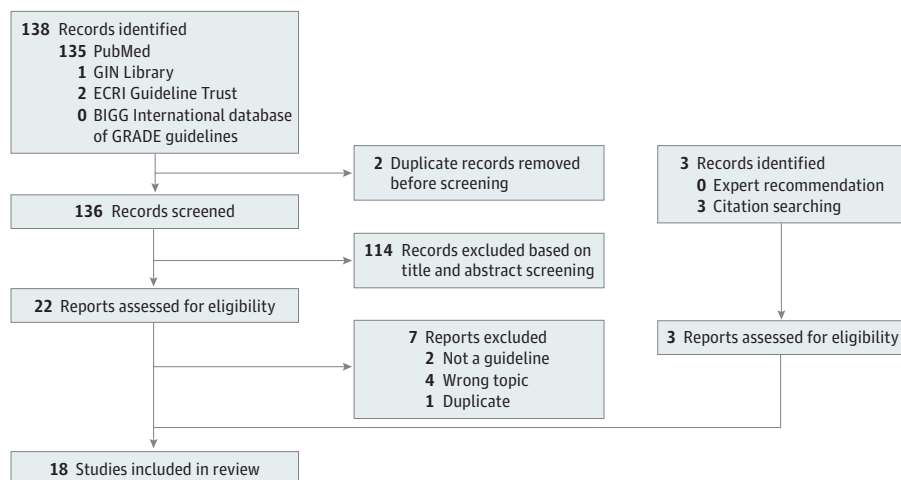 138 Records identified
135 PubMed
1 GIN Library
2 ECRI Guideline Trust
0 BIGG International database
of GRADE guidelines
2 Duplicate records removed
before screening
3 Records identified
0 Expert recommendation
3 Citation searching
136 Records screened
114 Records excluded based on
title and abstract screening
22 Reports assessed for eligibility
7 Reports excluded
2 Not a guideline
4 Wrong topic
1 Duplicate
3 Reports assessed for eligibility
18 Studies included in review